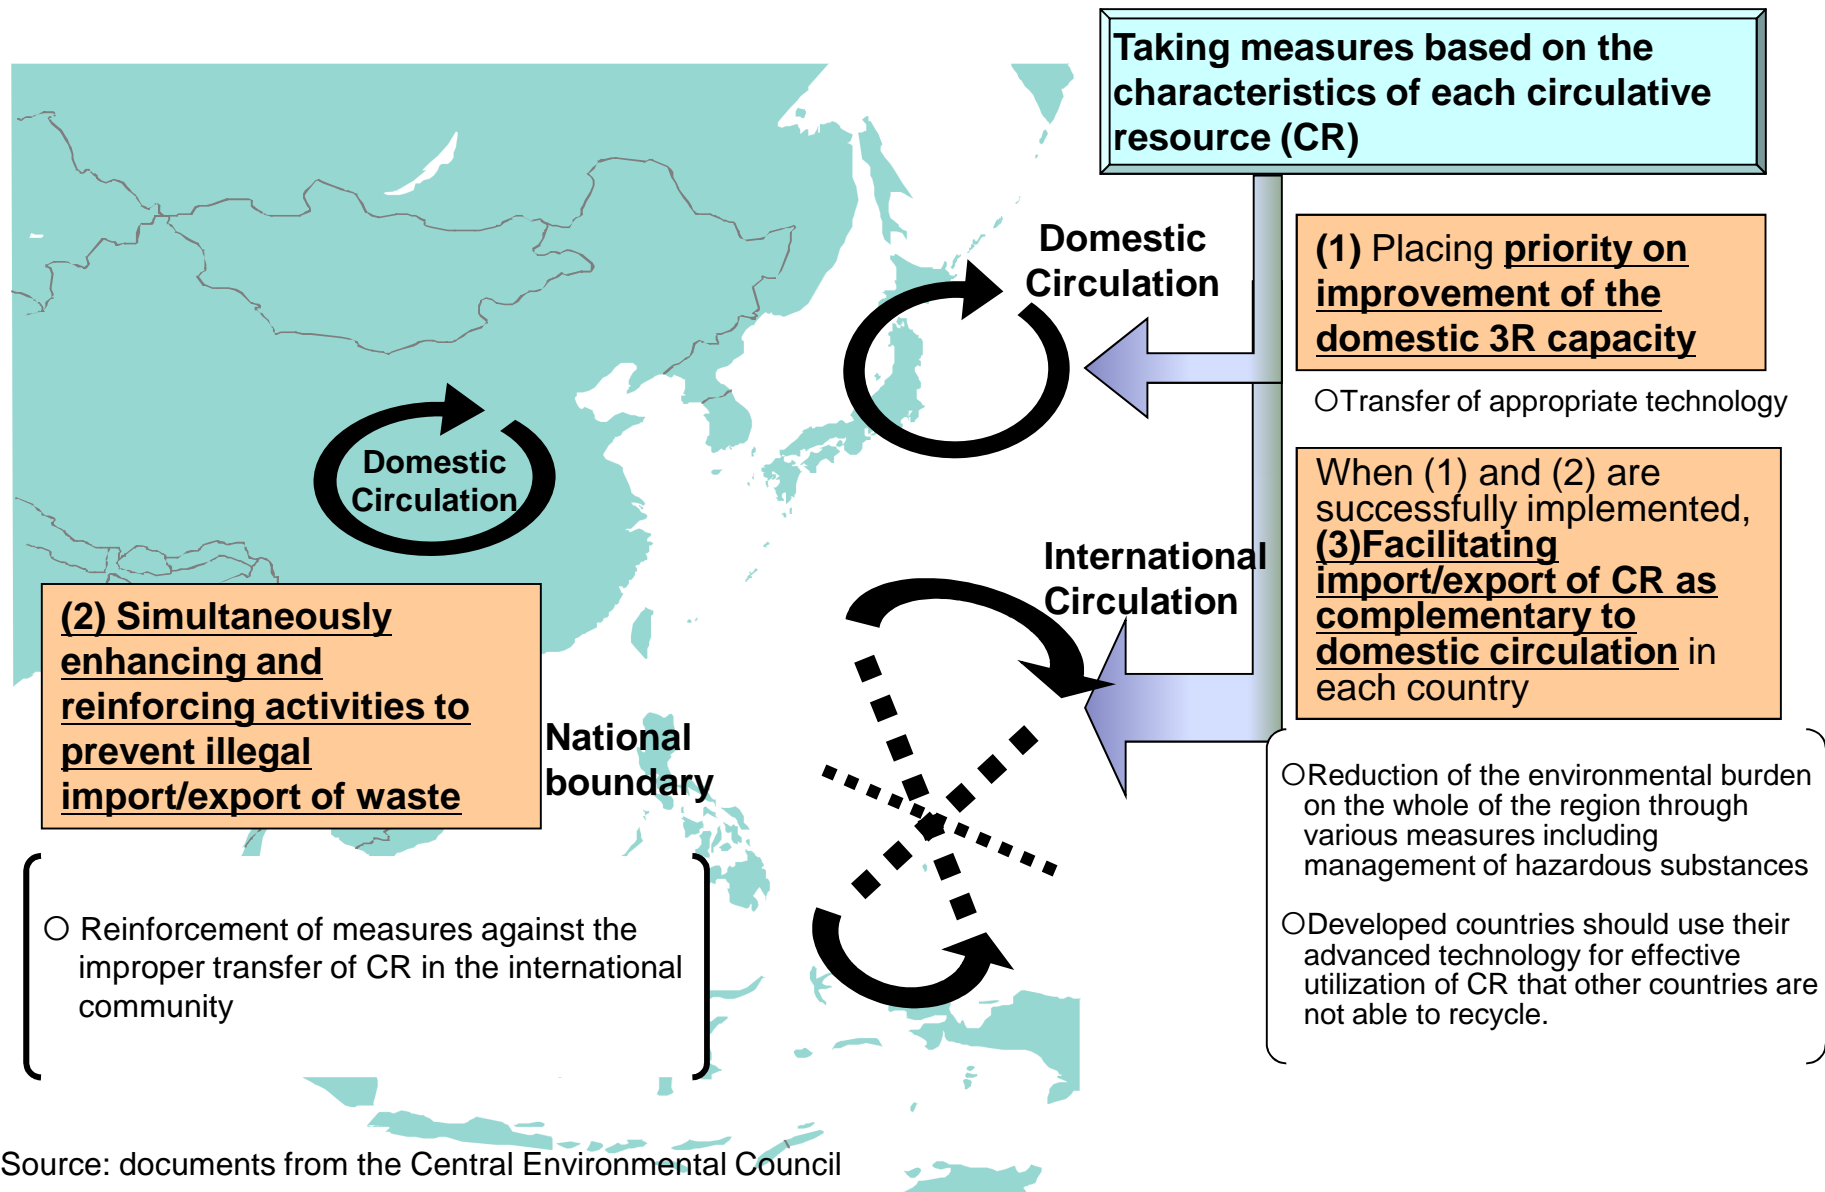 Taking measures based on the
characteristics of each circulative
resource (CR)
Domestic
Circulation
(1) Placing priority on
improvement of the
domestic 3R capacity
○Transfer of appropriate technology
Domestic
Circulation
When (1) and (2) are
successfully implemented,
(3)Facilitating
import/export of CR as
complementary to
domestic circulation in
each country
International
Circulation
(2) Simultaneously
enhancing and
reinforcing activities to
prevent illegal
import/export of waste
National
boundary
○Reduction of the environmental burden
on the whole of the region through
various measures including
management of hazardous substances
○Developed countries should use their
advanced technology for effective
utilization of CR that other countries are
not able to recycle.
○ Reinforcement of measures against the
improper transfer of CR in the international
community
Source: documents from the Central Environmental Council